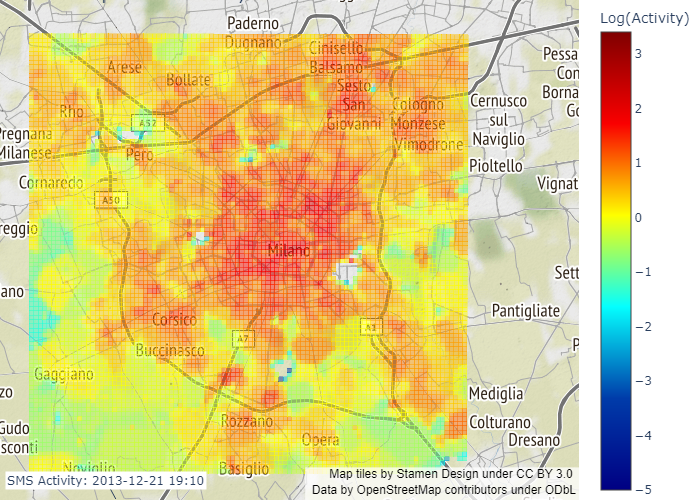 Paderno
Dugnano
Log(Activity)
Cinisello
Balsamo
Arese
Bollate
Sesto
San
Giovanni
Pessa
Con
Borna
Go
Rho
A52
Cologno
Monzese
Vimodrone
Cernusco
sul
Naviglio
Pregnana
Milanese
Pero
Pioltello
Cornaredo
Vignat
A50
reggio
Milano
Sett
ano
Pantigliate
Corsico
A7
A1
Buccinasco
P
Gaggiano
zo
Mediglia
Rozzano
Colturano
Gudo
sconti
Opera
Dresano
Noviglio
Basiglio
SMS Activity: 2013-12-21 19:10
Map tiles by Stamen Design under CC BY 3.0
Data by OpenStreetMap contributors under ODbL
3
2
1
0
−1
−2
−3
−4
−5